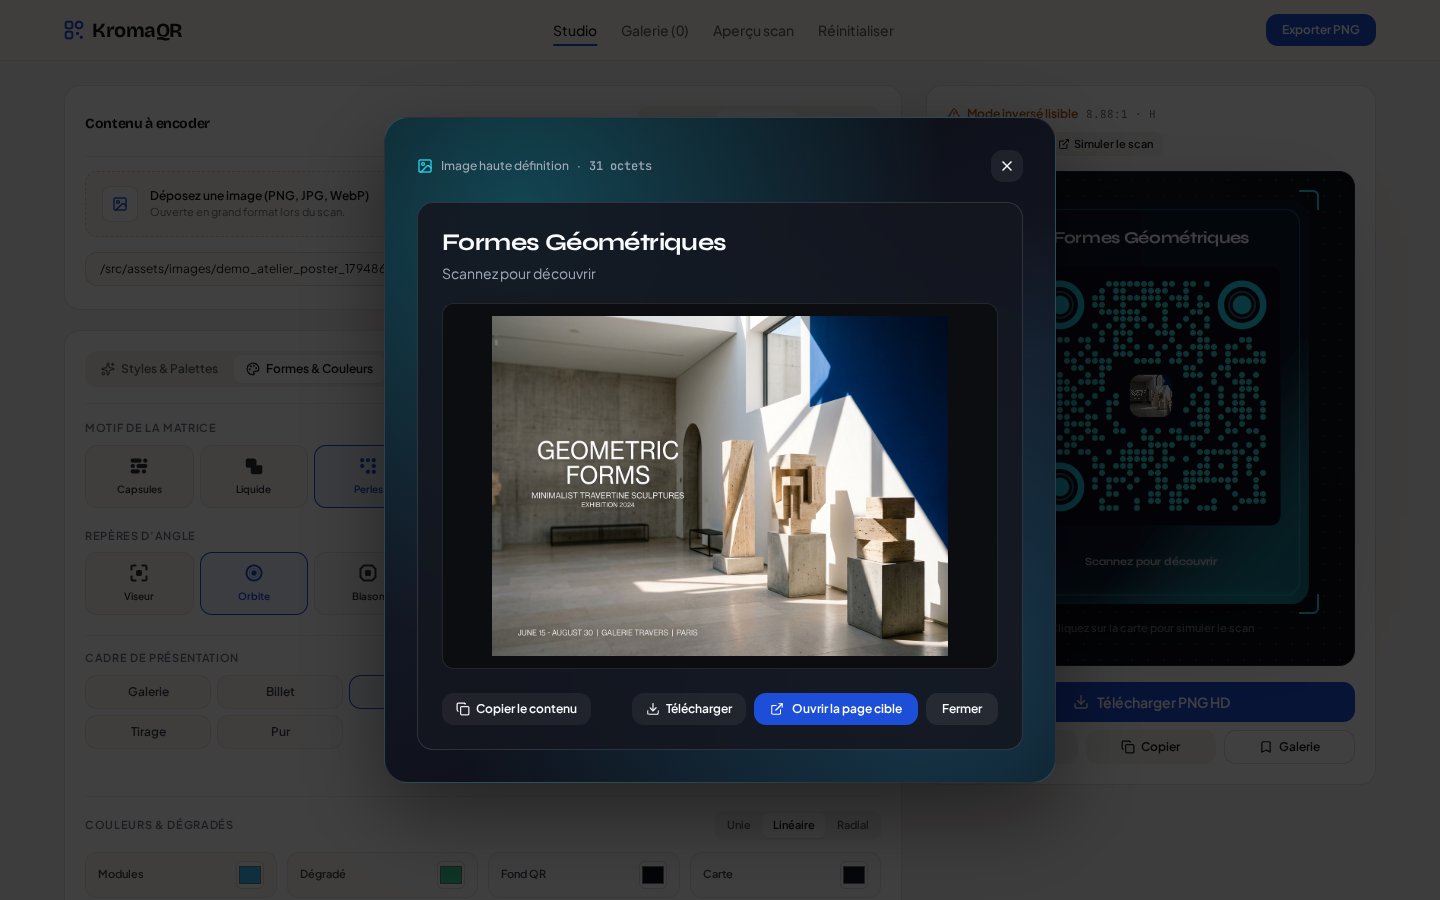 KromaQR
Studio
Galerie (0)
Aperçu scan
Réinitialiser
Exporter PNG
Contenu à encoder
Déposez une image (PNG, JPG, WebP)
Ouverte en grand format lors du scan.
/src/assets/images/demo_atelier_poster_179486
Styles & Palettes
Formes & Couleurs
MOTIF DE LA MATRICE
Capsules
Liquide
Perles
REPÈRES D'ANGLE
Viseur
Orbite
Blason
CADRE DE PRÉSENTATION
Galerie
Billet
Tirage
Pur
COULEURS & DÉGRADÉS
Unie
Linéaire
Radial
Modules
Dégradé
Fond QR
Carte
Image haute définition · 31 octets
Formes Géométriques
Scannez pour découvrir
GEOMETRIC
FORMS
MINIMALIST TRAVERTINE SCULPTURES
EXHIBITION 2024
JUNE 15 - AUGUST 30 | GALERIE TRAVERS | PARIS
Copier le contenu
Télécharger
Ouvrir la page cible
Fermer
Mode inversé lisible 8.88:1 · H
Simuler le scan
Formes Géométriques
Scannez pour découvrir
liquez sur la carte pour simuler le scan
Télécharger PNG HD
Copier
Galerie